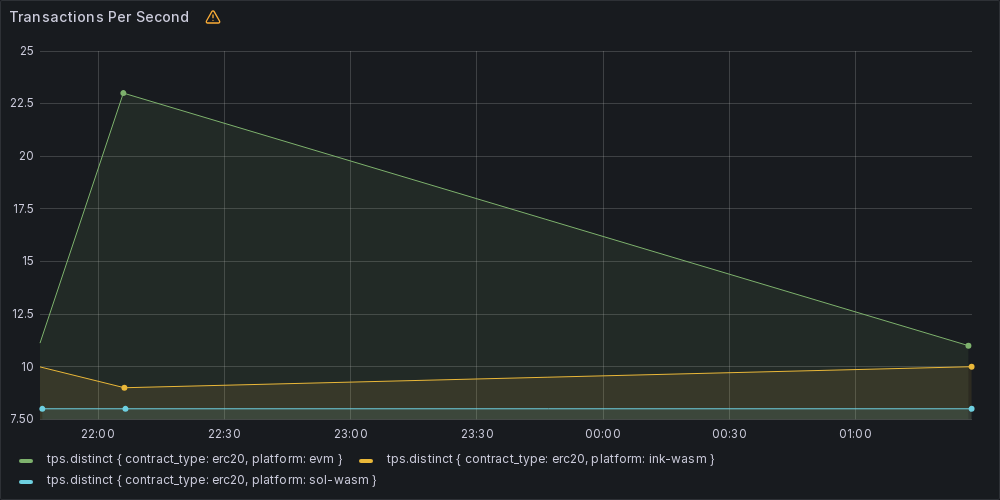 Transactions Per Second
25
22.5
20
17.5
15
12.5
10
7.50
22:00 22:30 23:00 23:30 00:00 00:30 01:00
tps.distinct { contract_type: erc20, platform: evm } tps.distinct { contract_type: erc20, platform: ink-wasm }
tps.distinct { contract_type: erc20, platform: sol-wasm }